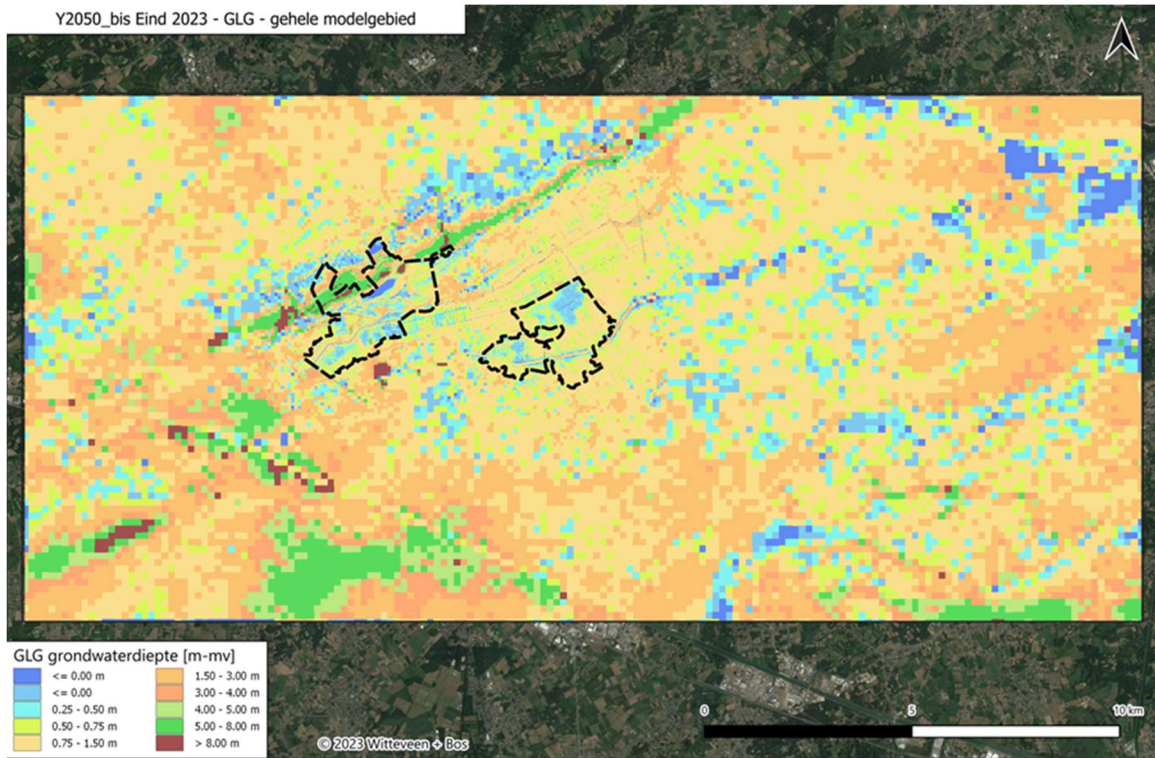 Y2050_bis Eind 2023 - GLG - gehele modelgebied
GLG grondwaterdiepte [m-mv]
<= 0.00 m
<= 0.00
0.25 - 0.50 m
0.50 - 0.75 m
0.75 - 1.50 m
1.50 - 3.00 m
3.00 - 4.00 m
4.00 - 5.00 m
5.00 - 8.00 m
> 8.00 m
© 2023 Witteveen + Bos
0 5 10 km